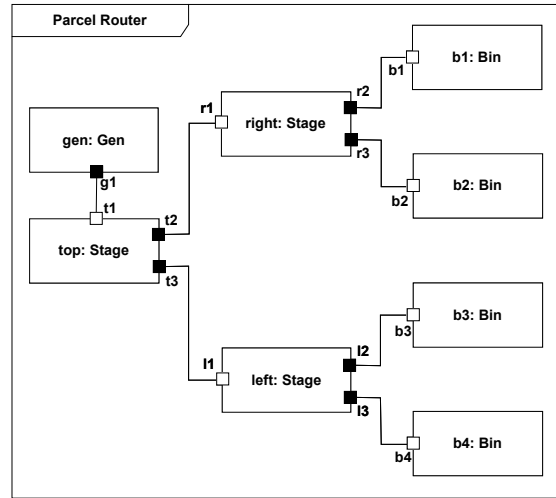 Parcel Router
b1: Bin
b1
r2
r1
right: Stage
r3
gen: Gen
g1
b2: Bin
b2
t1
t2
top: Stage
t3
b3: Bin
b3
l2
l1
left: Stage
l3
b4: Bin
b4